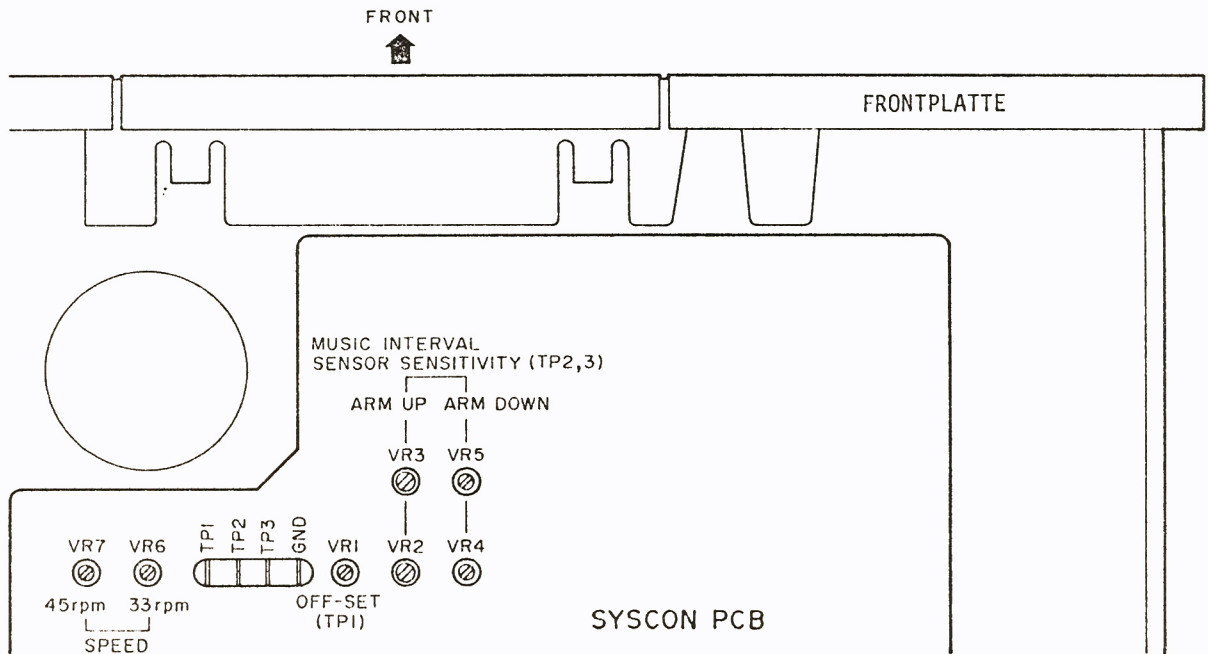 FRONT
FRONTPLATTE
MUSIC INTERVAL
SENSOR SENSITIVITY (TP2,3)
ARM UP ARM DOWN
VR3 VR5
TP1 TP2 TP3 GND
VR7 VR6 VR1 VR2 VR4
45rpm 33rpm
SPEED
OFF-SET
(TP1)
SYSCON PCB